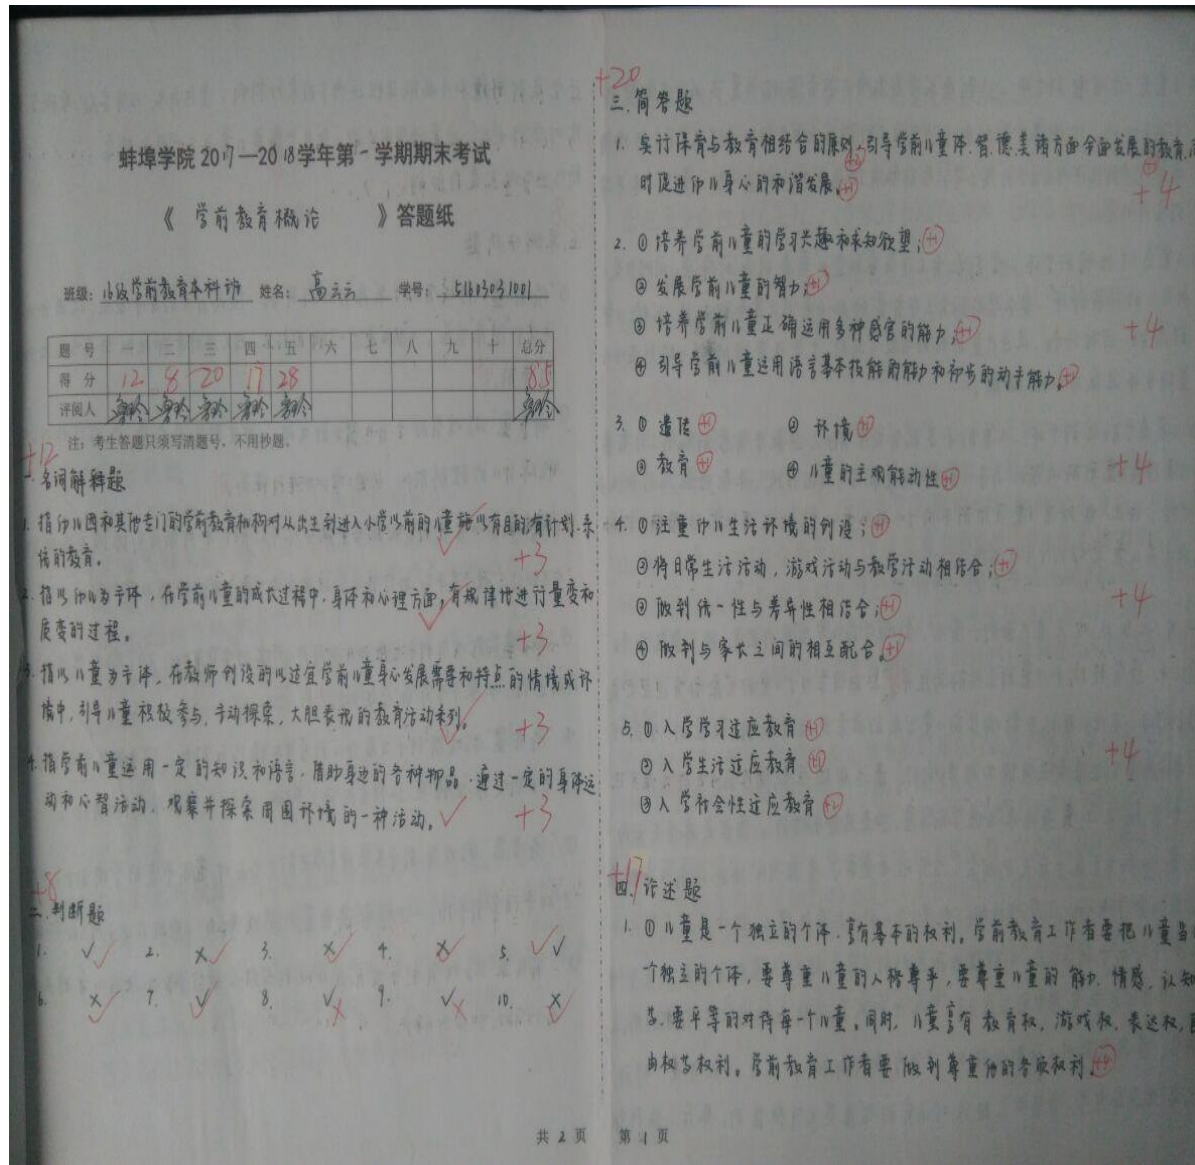 蚌埠学院2017—2018学年第一学期期末考试
《 学前教育概论 》答题纸
班级：16级学前教育本科班 姓名：高云云 学号：51603031001
题 号 一 二 三 四 五 六 七 八 九 十 总分
得 分 12 8 20 17 28 85
评阅人
注：考生答题只须写清题号，不用抄题。
+12
一.名词解释题
1. 指幼儿园和其他专门的学前教育机构对从出生到进入小学以前的儿童施以有目的、有计划、系
统的教育。
+3
2. 指以幼儿为主体，在学前儿童的成长过程中，身体和心理方面，有规律地进行量变和
质变的过程。
+3
3. 指以儿童为主体，在教师创设的以适宜学前儿童身心发展需要和特点的情境或环
境中，引导儿童积极参与，主动探索，大胆表现的教育活动系列。
+3
4. 指学前儿童运用一定的知识和语言，借助身边的各种物品，通过一定的身体运
动和心智活动，观察并探索周围环境的一种活动。
+3
+8
二.判断题
1. ✓ 2. × 3. × 4. × 5. ✓
6. × 7. ✓ 8. ✓ 9. ✓ 10. ×
+20
三.简答题
1. 实行保育与教育相结合的原则，引导学前儿童体、智、德、美诸方面全面发展的教育，
时促进幼儿身心的和谐发展。
+4
2. ① 培养学前儿童的学习兴趣和求知欲望；+1
② 发展学前儿童的智力；+1
③ 培养学前儿童正确运用多种感官的能力；+1
+4
④ 引导学前儿童运用语言基本技能的能力和初步的动手能力。+1
3. ① 遗传 +1 ② 环境 +1
③ 教育 +1 ④ 儿童的主观能动性 +1
+4
4. ① 注重幼儿生活环境的创设；+1
② 将日常生活活动，游戏活动与教学活动相结合；+1
③ 做到统一性与差异性相结合；+1
+4
④ 做到与家长之间的相互配合。+1
5. ① 入学学习适应教育 +1
② 入学生活适应教育 +1
+4
③ 入学社会性适应教育 +2
+17
四.论述题
1. ① 儿童是一个独立的个体，享有基本的权利。学前教育工作者要把儿童当
个独立的个体，要尊重儿童的人格尊严，要尊重儿童的能力、情感、认知
等，要平等的对待每一个儿童。同时，儿童享有教育权，游戏权，表达权，
由权等权利。学前教育工作者要做到尊重他的各项权利。+4
共 2 页 第 1 页